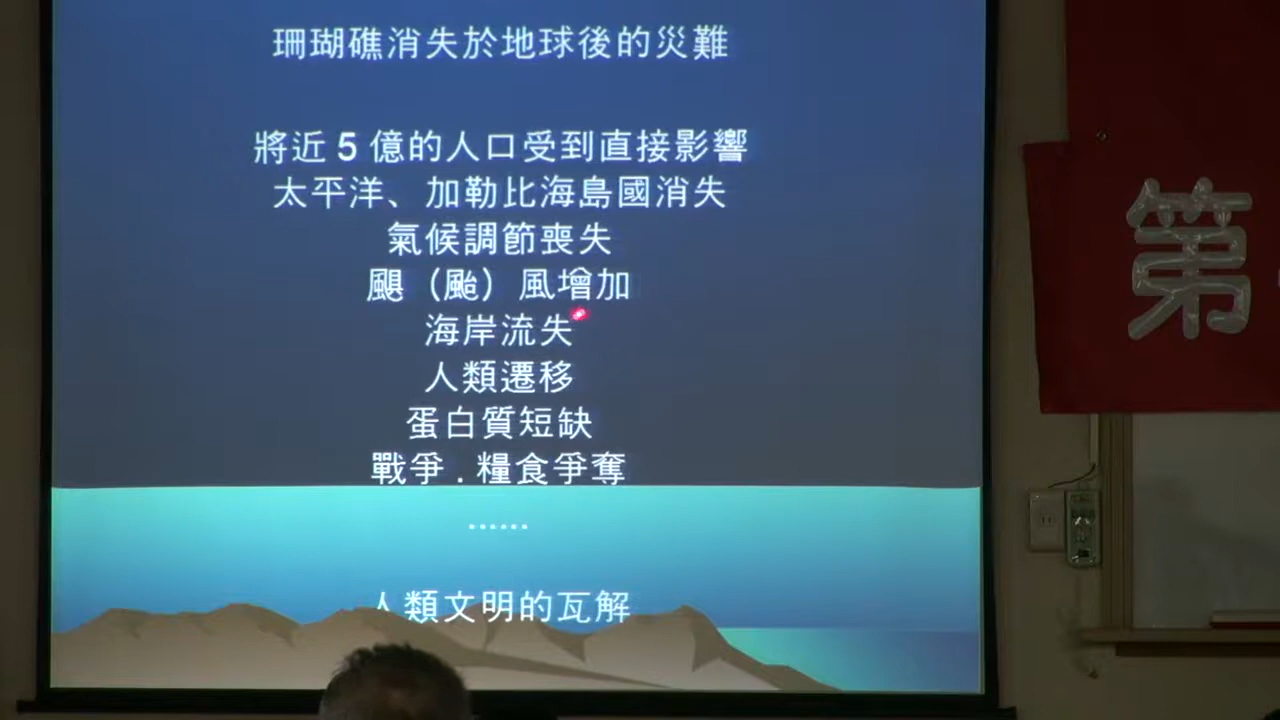 珊瑚礁消失於地球後的災難
將近 5 億的人口受到直接影響
太平洋、加勒比海島國消失
氣候調節喪失
颶（颱）風增加
海岸流失
人類遷移
蛋白質短缺
戰爭 . 糧食爭奪
......
人類文明的瓦解
第